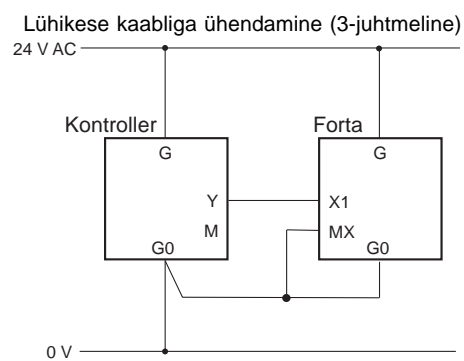 Lühikese kaabliga ühendamine (3-juhtmeline)
24 V AC
Kontroller
Forta
G
G
Y
X1
M
MX
G0
G0
0 V